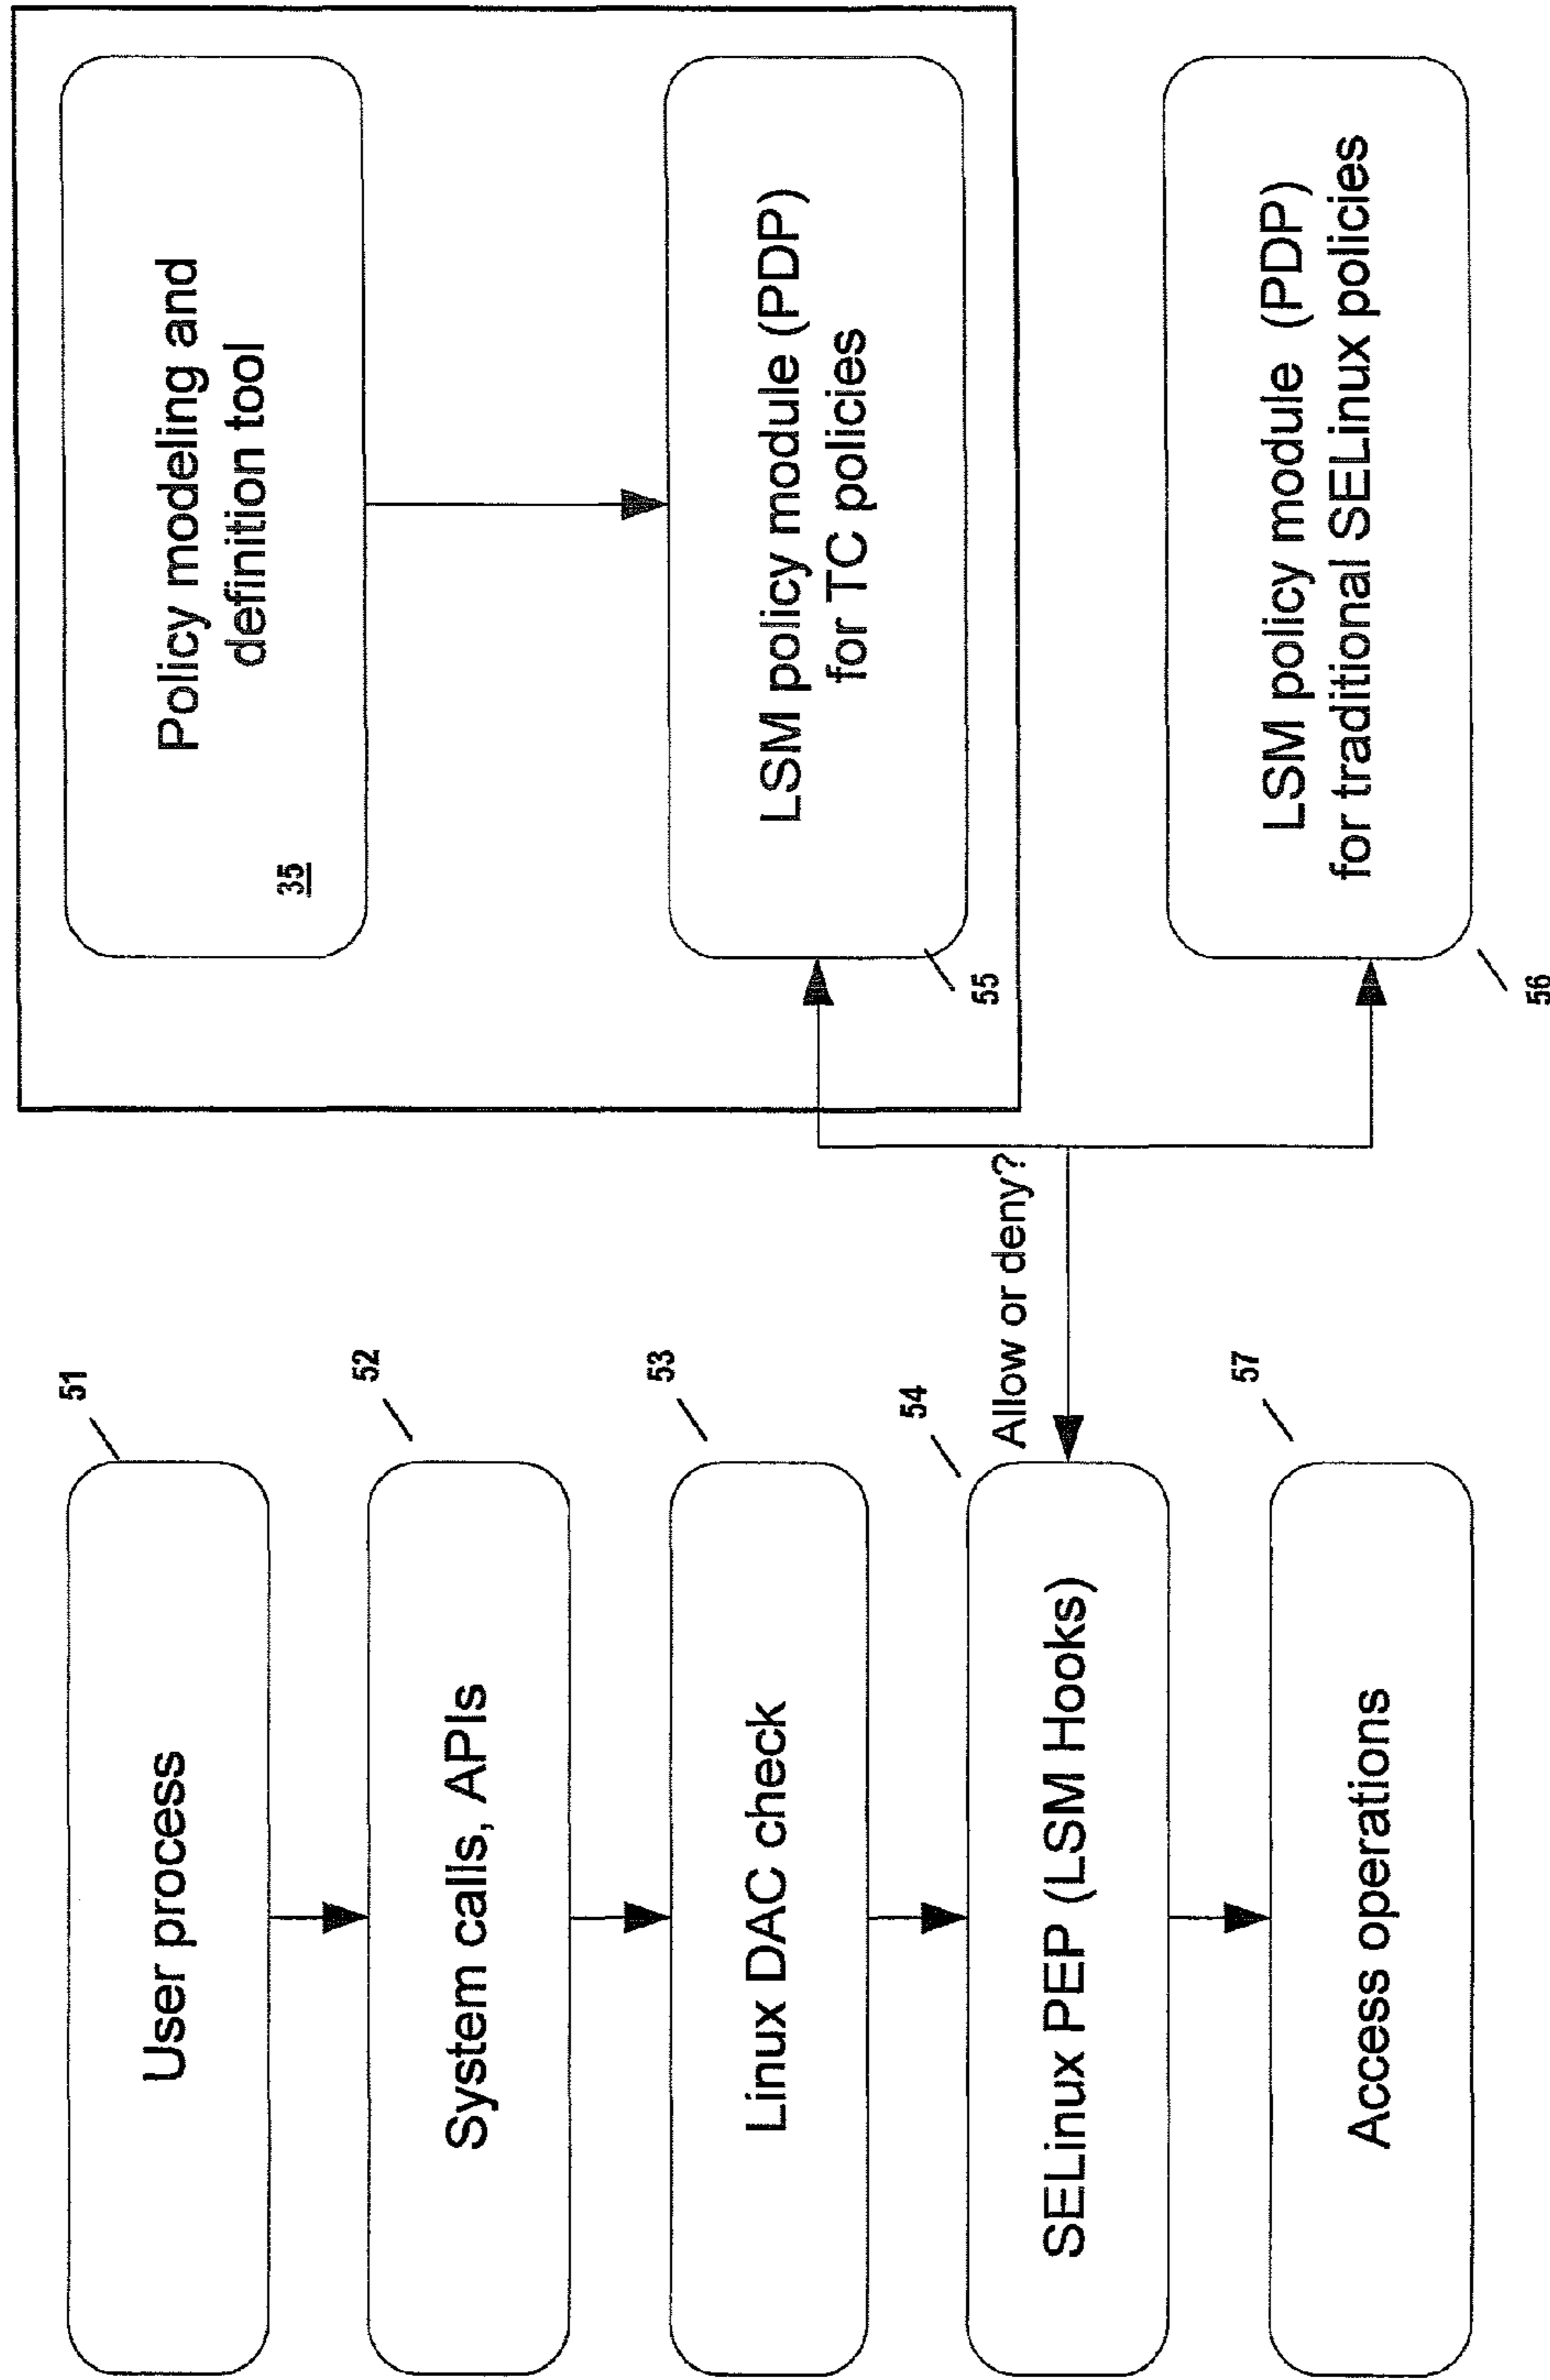 User process
51
System calls, APIs
52
Linux DAC check
53
SELinux PEP (LSM Hooks)
54
Access operations
57
Allow or deny?
Policy modeling and
definition tool
35
LSM policy module (PDP)
for TC policies
55
LSM policy module (PDP)
for traditional SELinux policies
56